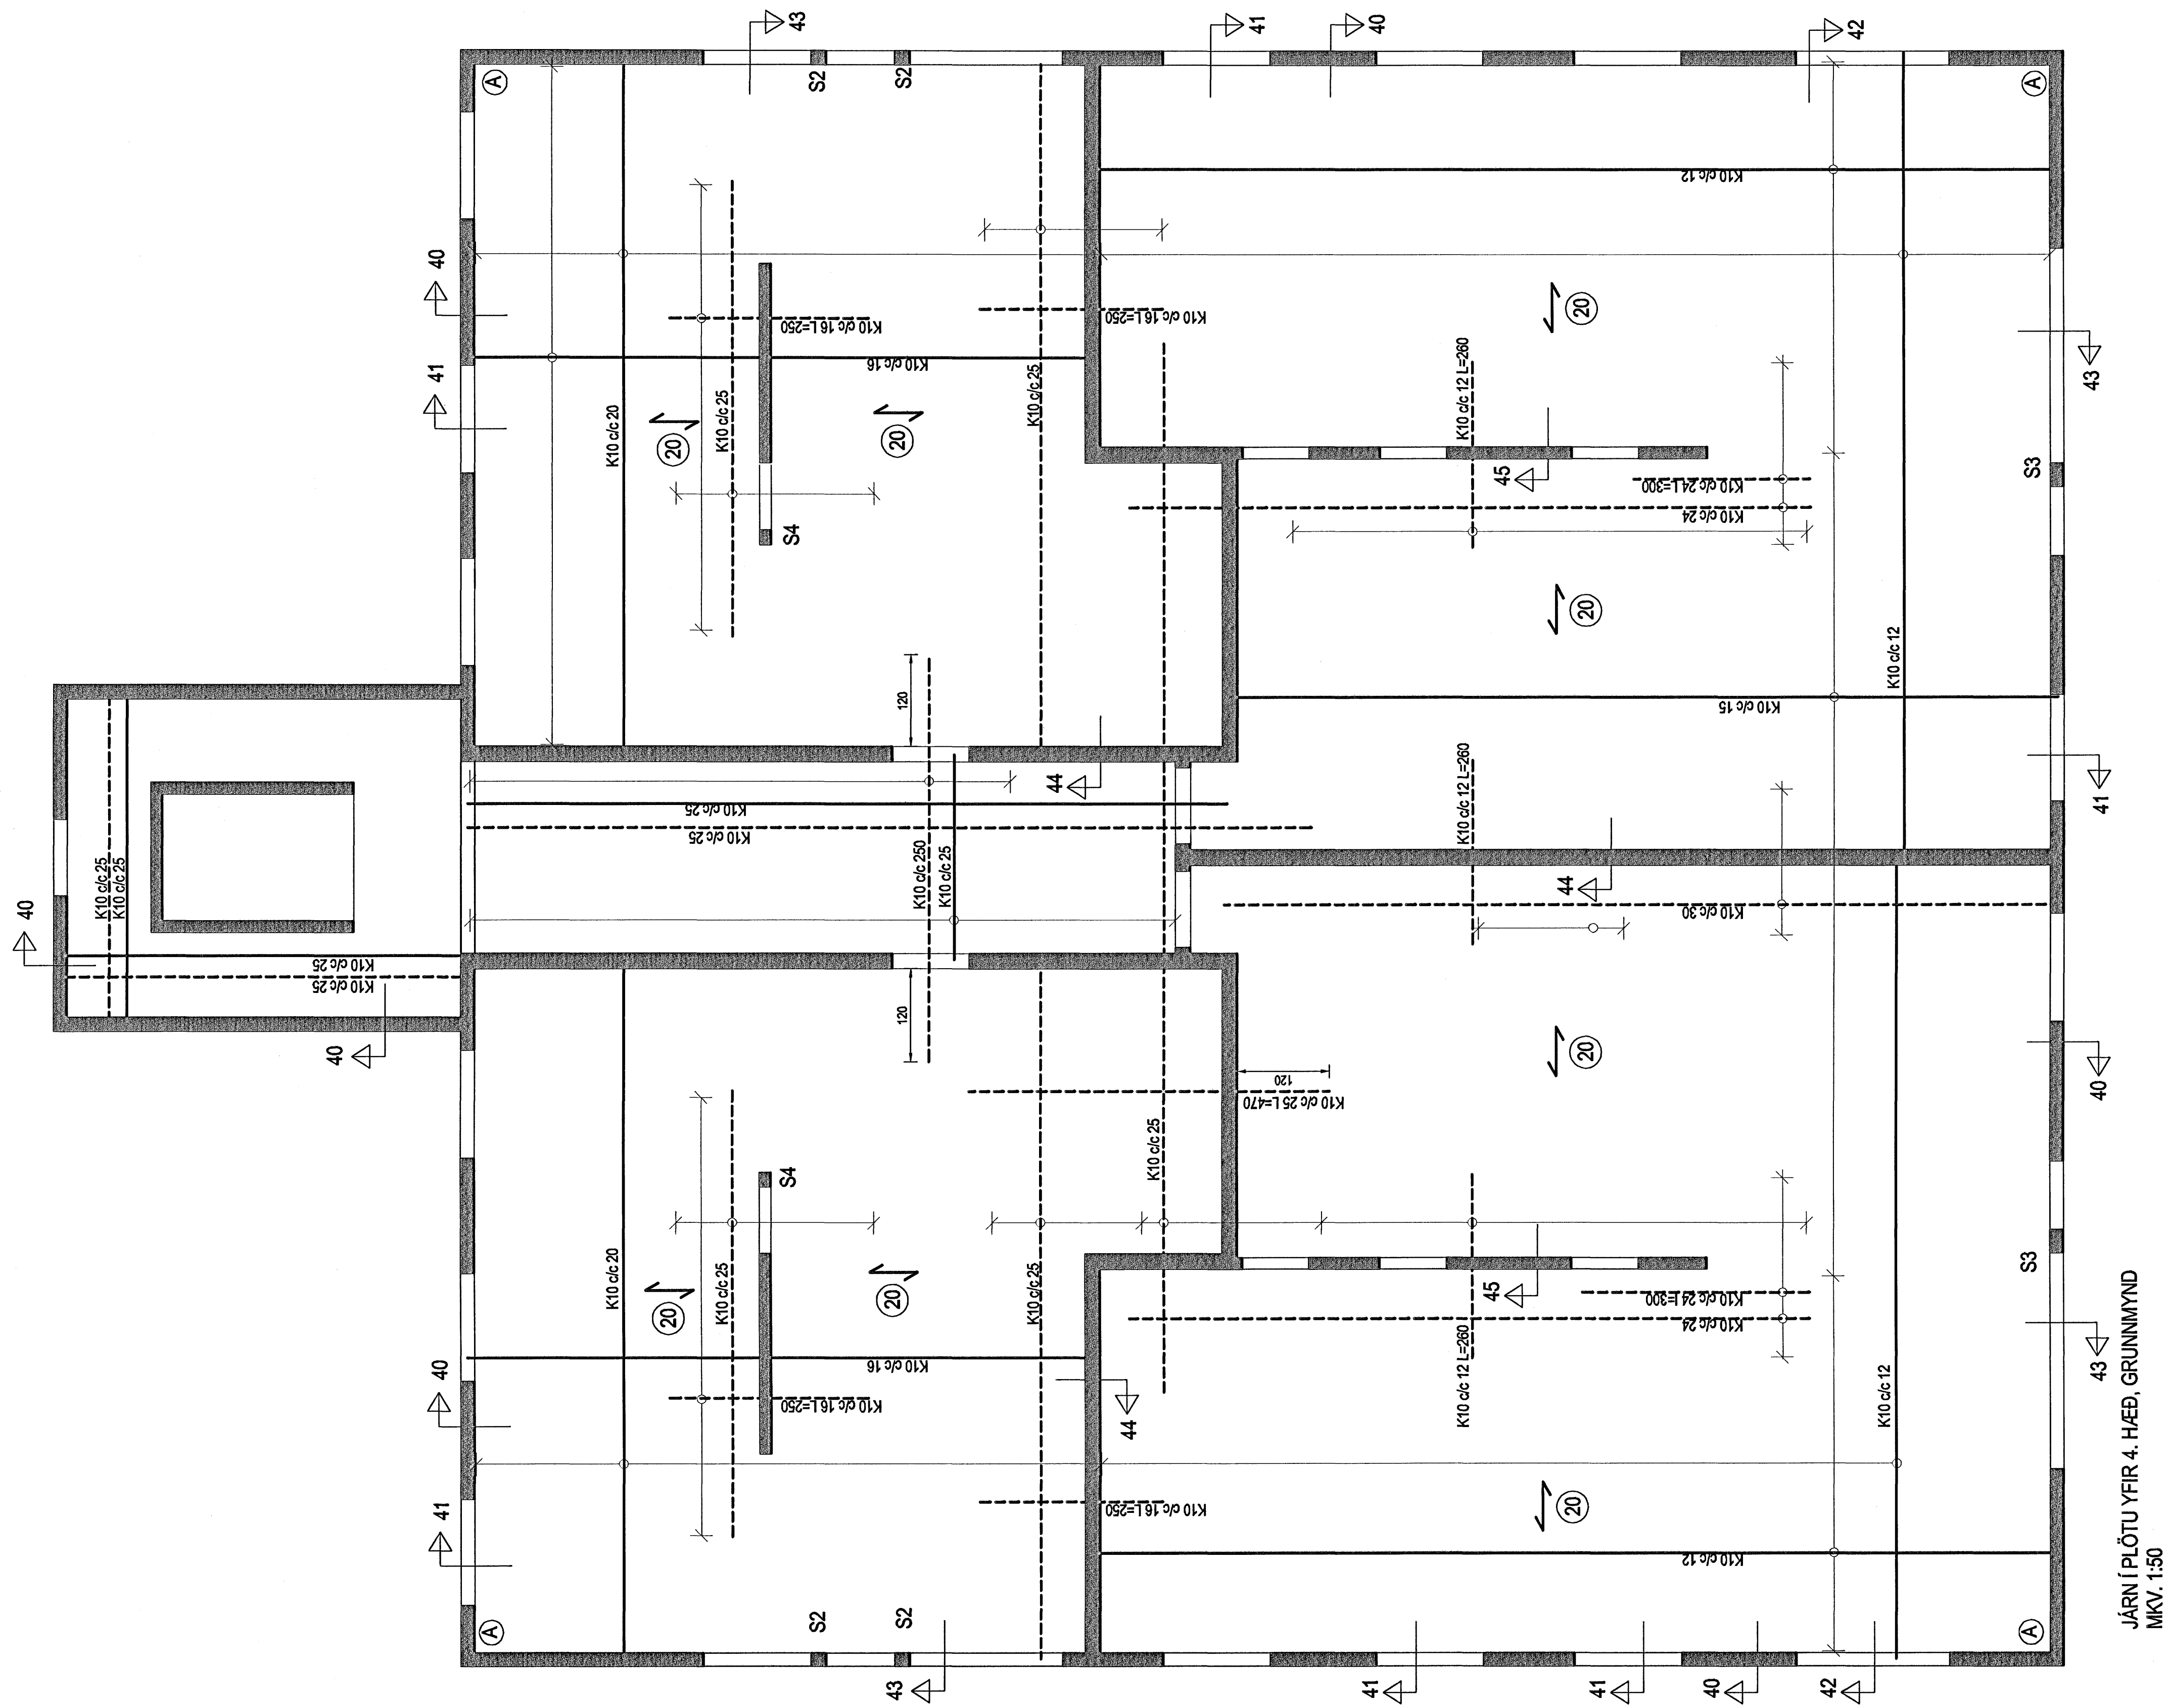 43
41
40
42
A
S2
S2
A
40
K10 c/c 12
41
K10 c/c 16 L=250
K10 c/c 16 L=250
20
K10 c/c 16
K10 c/c 25
K10 c/c 12 L=260
43
K10 c/c 20
20
K10 c/c 25
20
45
K10 c/c 24 L=300
S3
K10 c/c 24
S4
20
120
K10 c/c 12
K10 c/c 15
44
K10 c/c 12 L=260
41
K10 c/c 25
K10 c/c 25
K10 c/c 25
K10 c/c 25
K10 c/c 250
K10 c/c 25
44
K10 c/c 30
40
K10 c/c 25
K10 c/c 25
120
40
20
40
120
K10 c/c 25 L=470
K10 c/c 25
S4
K10 c/c 20
K10 c/c 25
20
20
K10 c/c 25
45
K10 c/c 24 L=300
K10 c/c 24
S3
43
40
K10 c/c 16
K10 c/c 16 L=250
44
K10 c/c 12 L=260
K10 c/c 12
41
K10 c/c 16 L=250
20
K10 c/c 12
A
S2
S2
A
43
41
41
40
42
JÁRN Í PLÖTU YFIR 4. HÆÐ, GRUNNMYND
MKV. 1:50